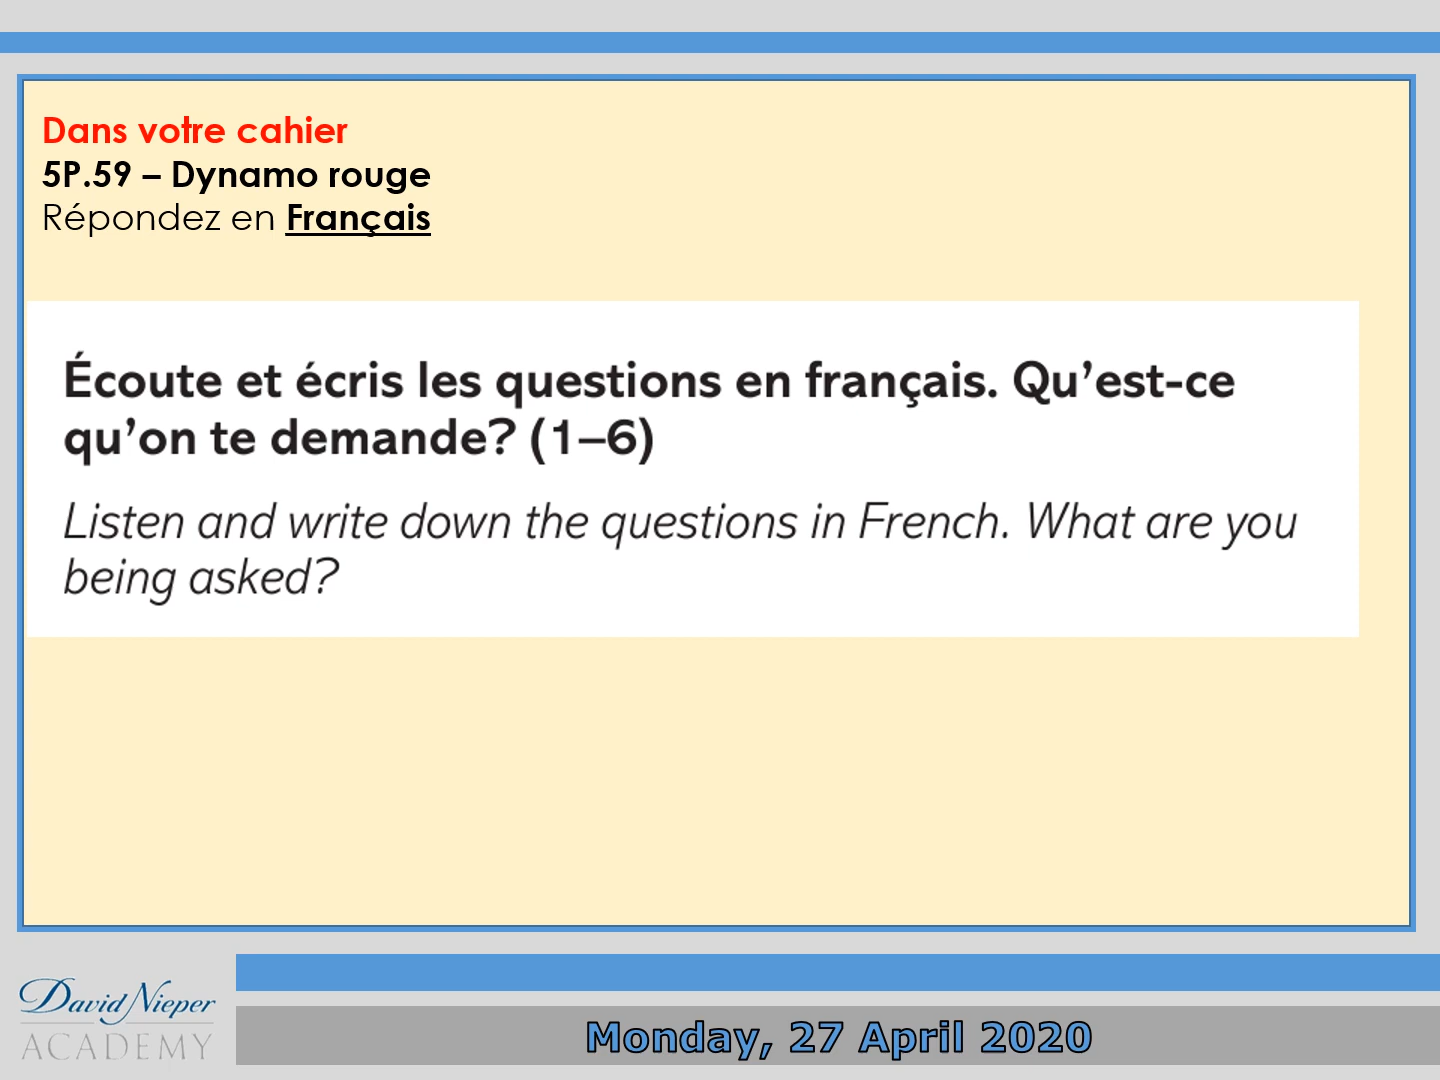 Dans votre cahier
5P.59 – Dynamo rouge
Répondez en Français
Écoute et écris les questions en français. Qu’est-ce
qu’on te demande? (1–6)
Listen and write down the questions in French. What are you
being asked?
David Nieper
ACADEMY
Monday, 27 April 2020